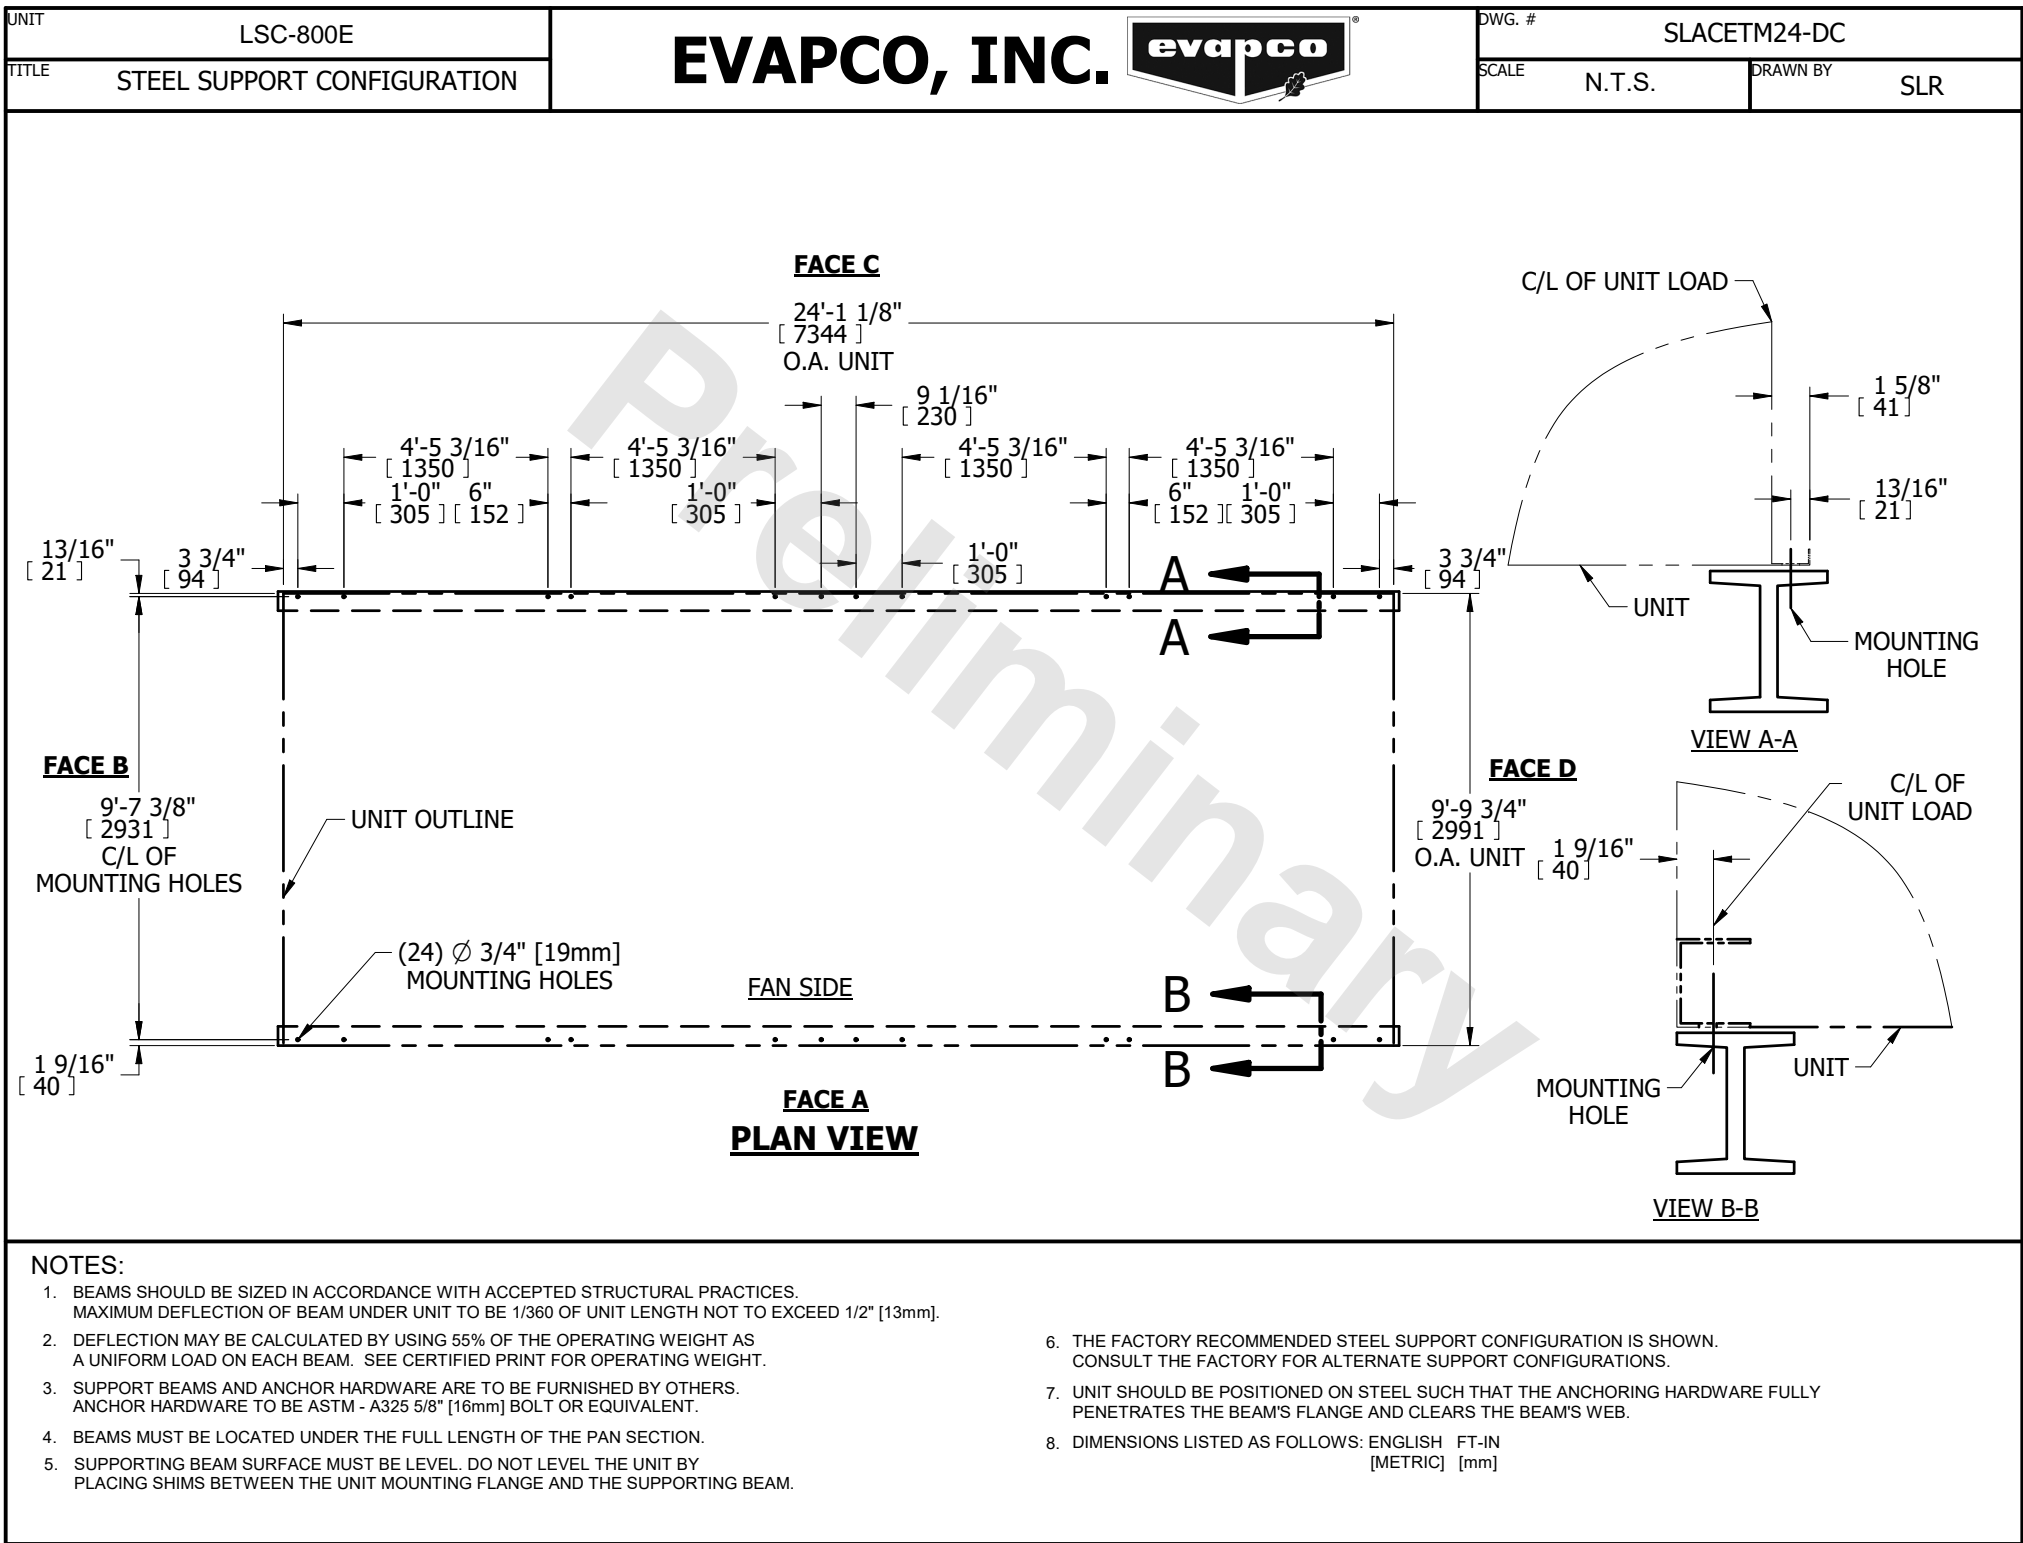 UNIT
LSC-800E
TITLE
STEEL SUPPORT CONFIGURATION
EVAPCO, INC.
evapco
®
DWG. #
SLACETM24-DC
SCALE
N.T.S.
DRAWN BY
SLR
FACE C
24'-1 1/8"
[ 7344 ]
O.A. UNIT
9 1/16"
[ 230 ]
4'-5 3/16"
[ 1350 ]
4'-5 3/16"
[ 1350 ]
4'-5 3/16"
[ 1350 ]
4'-5 3/16"
[ 1350 ]
1'-0"
[ 305 ]
6"
[ 152 ]
1'-0"
[ 305 ]
6"
[ 152 ]
1'-0"
[ 305 ]
13/16"
[ 21 ]
3 3/4"
[ 94 ]
1'-0"
[ 305 ]
3 3/4"
[ 94 ]
A
A
FACE B
9'-7 3/8"
[ 2931 ]
C/L OF
MOUNTING HOLES
UNIT OUTLINE
FACE D
9'-9 3/4"
[ 2991 ]
O.A. UNIT
(24) Ø 3/4" [19mm]
MOUNTING HOLES
FAN SIDE
B
B
1 9/16"
[ 40 ]
FACE A
PLAN VIEW
Preliminary
C/L OF UNIT LOAD
1 5/8"
[ 41 ]
13/16"
[ 21 ]
UNIT
MOUNTING
HOLE
VIEW A-A
C/L OF
UNIT LOAD
1 9/16"
[ 40 ]
UNIT
MOUNTING
HOLE
VIEW B-B
NOTES:
1. BEAMS SHOULD BE SIZED IN ACCORDANCE WITH ACCEPTED STRUCTURAL PRACTICES.
MAXIMUM DEFLECTION OF BEAM UNDER UNIT TO BE 1/360 OF UNIT LENGTH NOT TO EXCEED 1/2" [13mm].
2. DEFLECTION MAY BE CALCULATED BY USING 55% OF THE OPERATING WEIGHT AS
A UNIFORM LOAD ON EACH BEAM. SEE CERTIFIED PRINT FOR OPERATING WEIGHT.
3. SUPPORT BEAMS AND ANCHOR HARDWARE ARE TO BE FURNISHED BY OTHERS.
ANCHOR HARDWARE TO BE ASTM - A325 5/8" [16mm] BOLT OR EQUIVALENT.
4. BEAMS MUST BE LOCATED UNDER THE FULL LENGTH OF THE PAN SECTION.
5. SUPPORTING BEAM SURFACE MUST BE LEVEL. DO NOT LEVEL THE UNIT BY
PLACING SHIMS BETWEEN THE UNIT MOUNTING FLANGE AND THE SUPPORTING BEAM.
6. THE FACTORY RECOMMENDED STEEL SUPPORT CONFIGURATION IS SHOWN.
CONSULT THE FACTORY FOR ALTERNATE SUPPORT CONFIGURATIONS.
7. UNIT SHOULD BE POSITIONED ON STEEL SUCH THAT THE ANCHORING HARDWARE FULLY
PENETRATES THE BEAM'S FLANGE AND CLEARS THE BEAM'S WEB.
8. DIMENSIONS LISTED AS FOLLOWS: ENGLISH FT-IN
[METRIC] [mm]